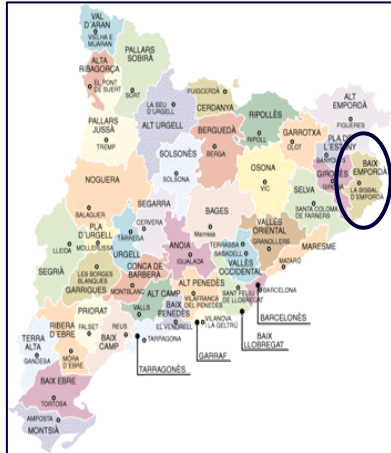 VAL
D'ARAN
VIELHA E
MIJARAN
PALLARS
SOBIRÀ
ALTA
RIBAGORÇA
EL PONT
DE SUERT
SORT
PUIGCERDÀ
CERDANYA
LA SEU
D'URGELL
ALT URGELL
RIPOLLÈS
RIPOLL
ALT
EMPORDÀ
FIGUERES
GARROTXA
OLOT
PLA DE
L'ESTANY
BANYOLES
PALLARS
JUSSÀ
TREMP
BERGUEDÀ
BERGA
SOLSONÈS
SOLSONA
OSONA
VIC
GIRONÈS
GIRONA
BAIX
EMPORDÀ
LA BISBAL
D'EMPORDÀ
NOGUERA
BALAGUER
SELVA
SANTA COLOMA
DE FARNERS
SEGARRA
CERVERA
BAGES
Manresa
VALLÈS
ORIENTAL
GRANOLLERS
PLA
D'URGELL
MOLLERUSSA
TÀRREGA
URGELL
ANOIA
IGUALADA
TERRASSA
SABADELL
VALLÈS
OCCIDENTAL
MARESME
MATARÓ
LLEIDA
SEGRIÀ
LES BORGES
BLANQUES
GARRIGUES
CONCA DE
BARBERÀ
MONTBLANC
ALT PENEDÈS
VILAFRANCA
DEL PENEDÈS
SANT FELIU
DE LLOBREGAT
BARCELONA
ALT CAMP
VALLS
BAIX
PENEDÈS
EL VENDRELL
VILANOVA
I LA GELTRÚ
PRIORAT
FALSET
REUS
BAIX
CAMP
TARRAGONA
RIBERA
D'EBRE
MÓRA
D'EBRE
TERRA
ALTA
GANDESA
BARCELONÈS
BAIX
LLOBREGAT
GARRAF
TARRAGONÈS
BAIX EBRE
TORTOSA
AMPOSTA
MONTSIÀ